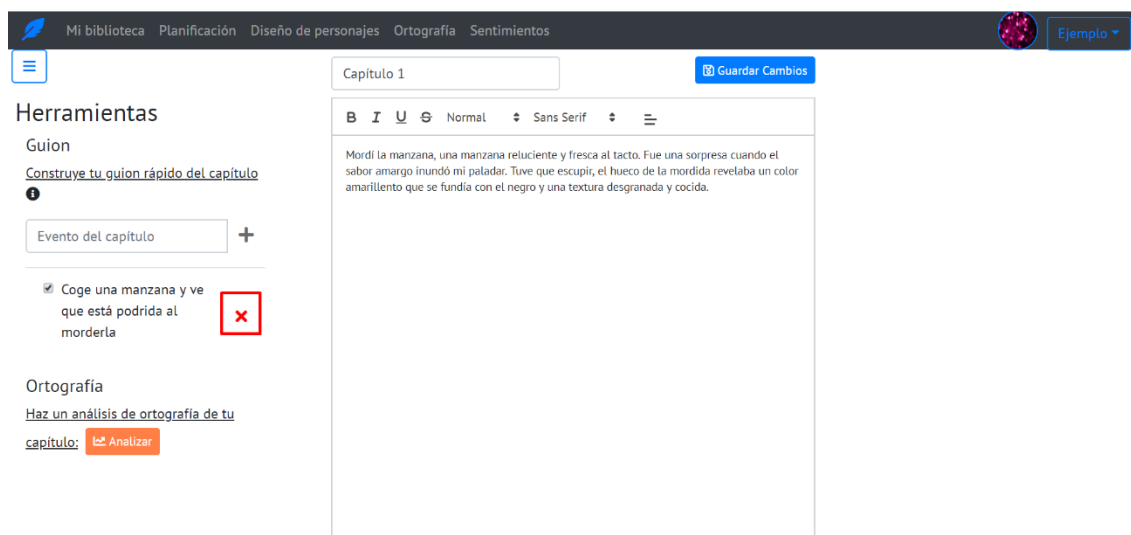 Mi biblioteca Planificación Diseño de personajes Ortografía Sentimientos Ejemplo
Capítulo 1 Guardar Cambios
Herramientas
B I U S Normal Sans Serif
Guion
Construye tu guion rápido del capítulo
Evento del capítulo
Coge una manzana y ve
que está podrida al
morderla
Ortografía
Haz un análisis de ortografía de tu
capítulo: Analizar
Mordí la manzana, una manzana reluciente y fresca al tacto. Fue una sorpresa cuando el
sabor amargo inundó mi paladar. Tuve que escupir, el hueco de la mordida revelaba un color
amarillento que se fundía con el negro y una textura desgranada y cocida.